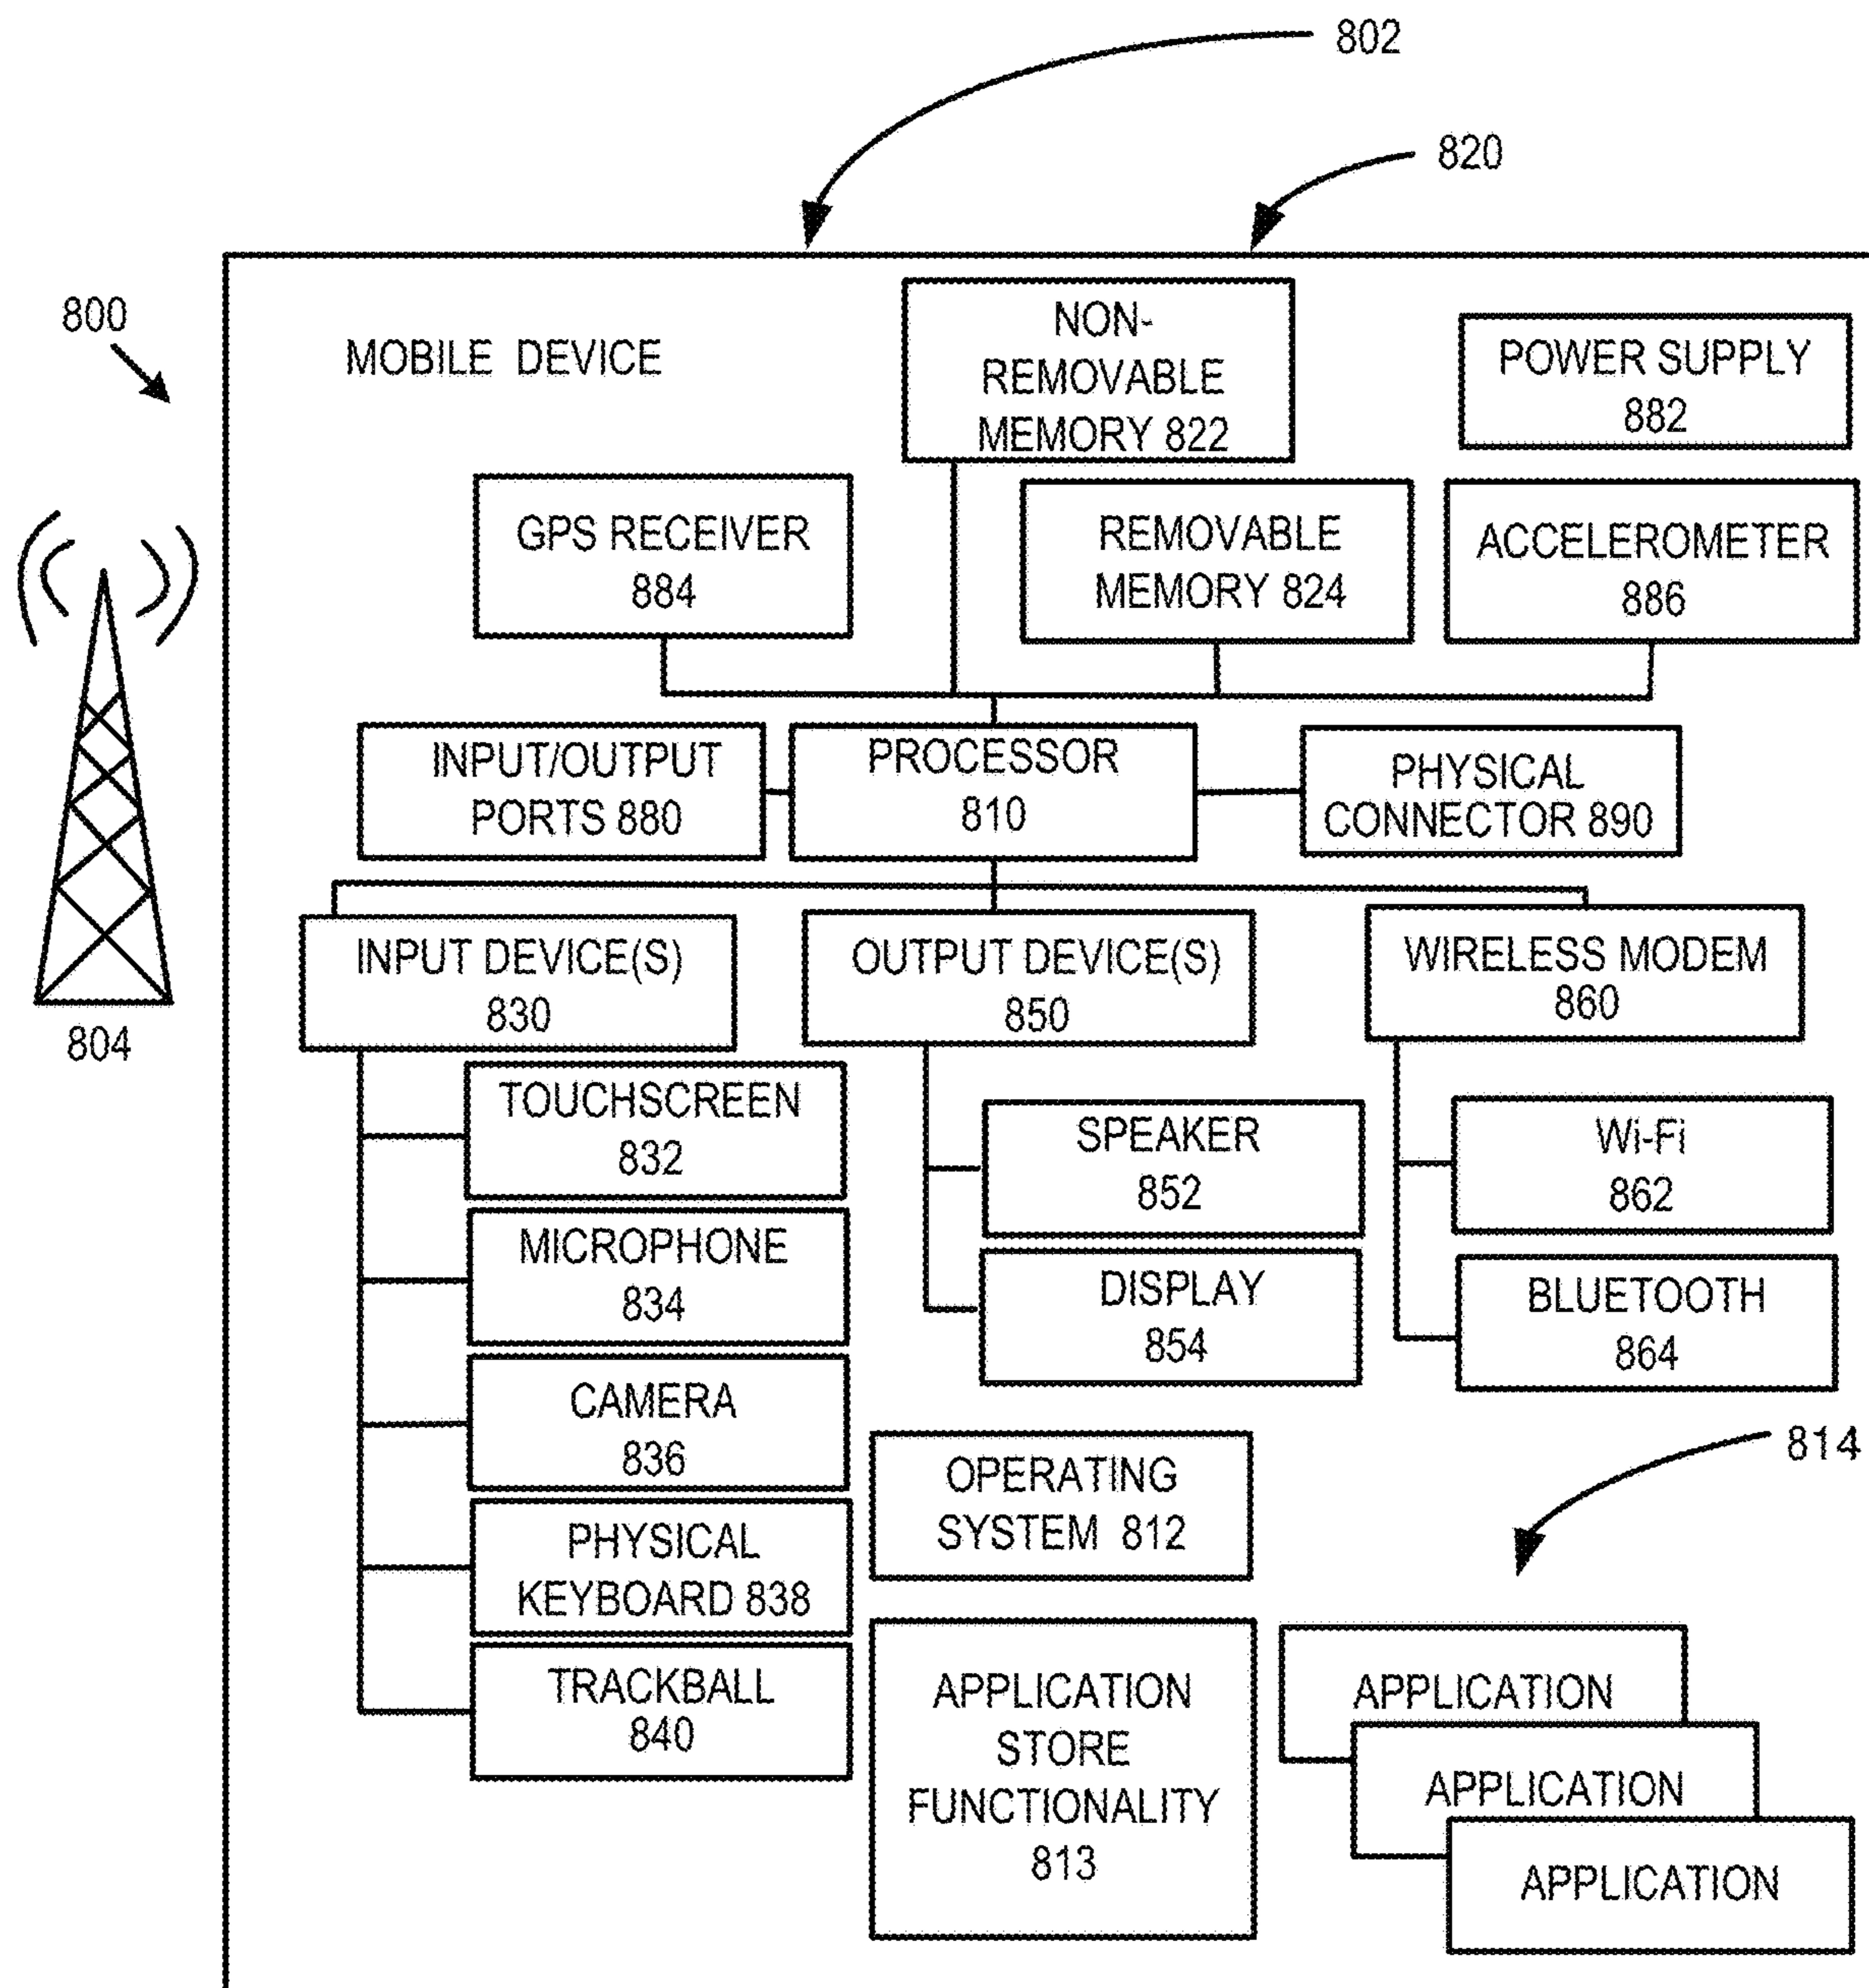 802
820
800
MOBILE DEVICE
NON-
REMOVABLE
MEMORY 822
POWER SUPPLY
882
GPS RECEIVER
884
REMOVABLE
MEMORY 824
ACCELEROMETER
886
INPUT/OUTPUT
PORTS 880
PROCESSOR
810
PHYSICAL
CONNECTOR 890
804
INPUT DEVICE(S)
830
OUTPUT DEVICE(S)
850
WIRELESS MODEM
860
TOUCHSCREEN
832
MICROPHONE
834
CAMERA
836
PHYSICAL
KEYBOARD 838
TRACKBALL
840
SPEAKER
852
DISPLAY
854
Wi-Fi
862
BLUETOOTH
864
OPERATING
SYSTEM 812
814
APPLICATION
STORE
FUNCTIONALITY
813
APPLICATION
APPLICATION
APPLICATION